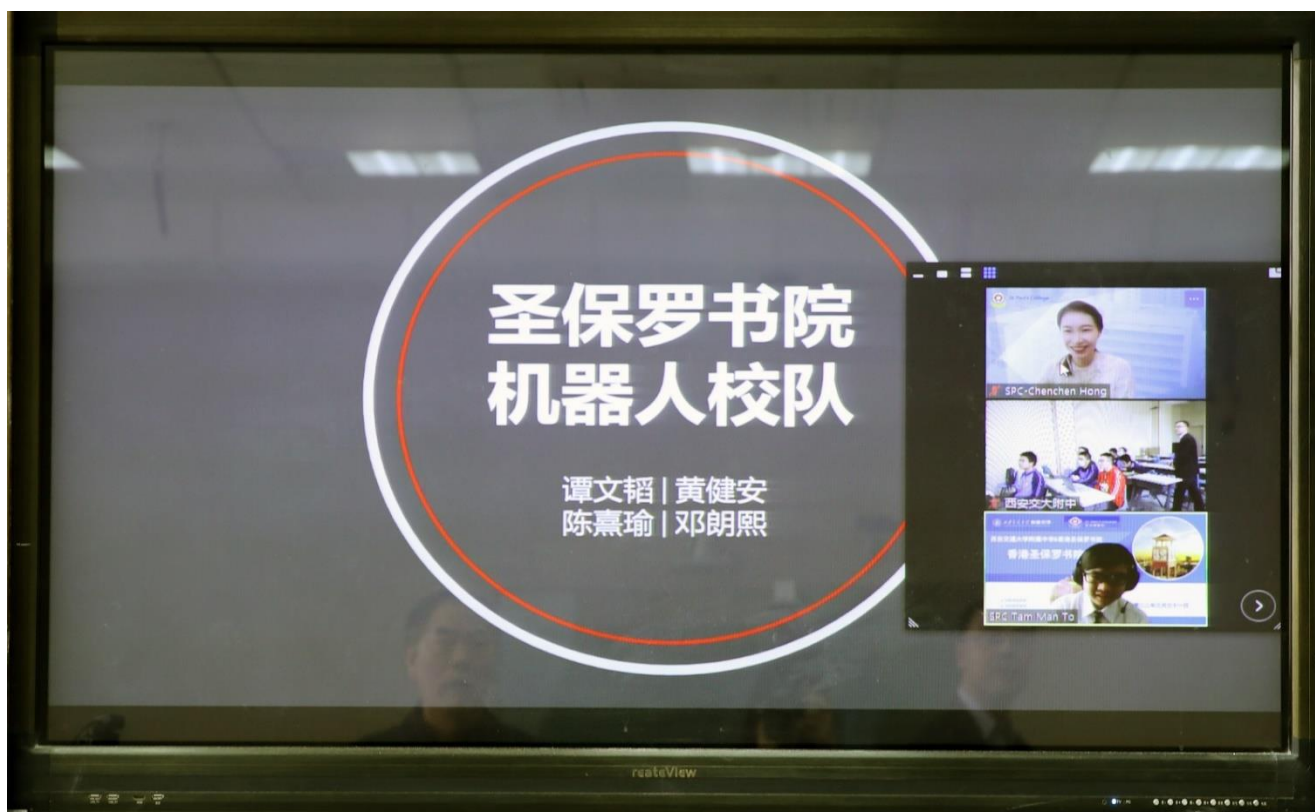 圣保罗书院
机器人校队
谭文韬 | 黄健安
陈熹瑜 | 邓朗熙
SPC-Chenchen Hong
西安交大附中
香港圣保罗书院
SPC-Tam Man To
reateView